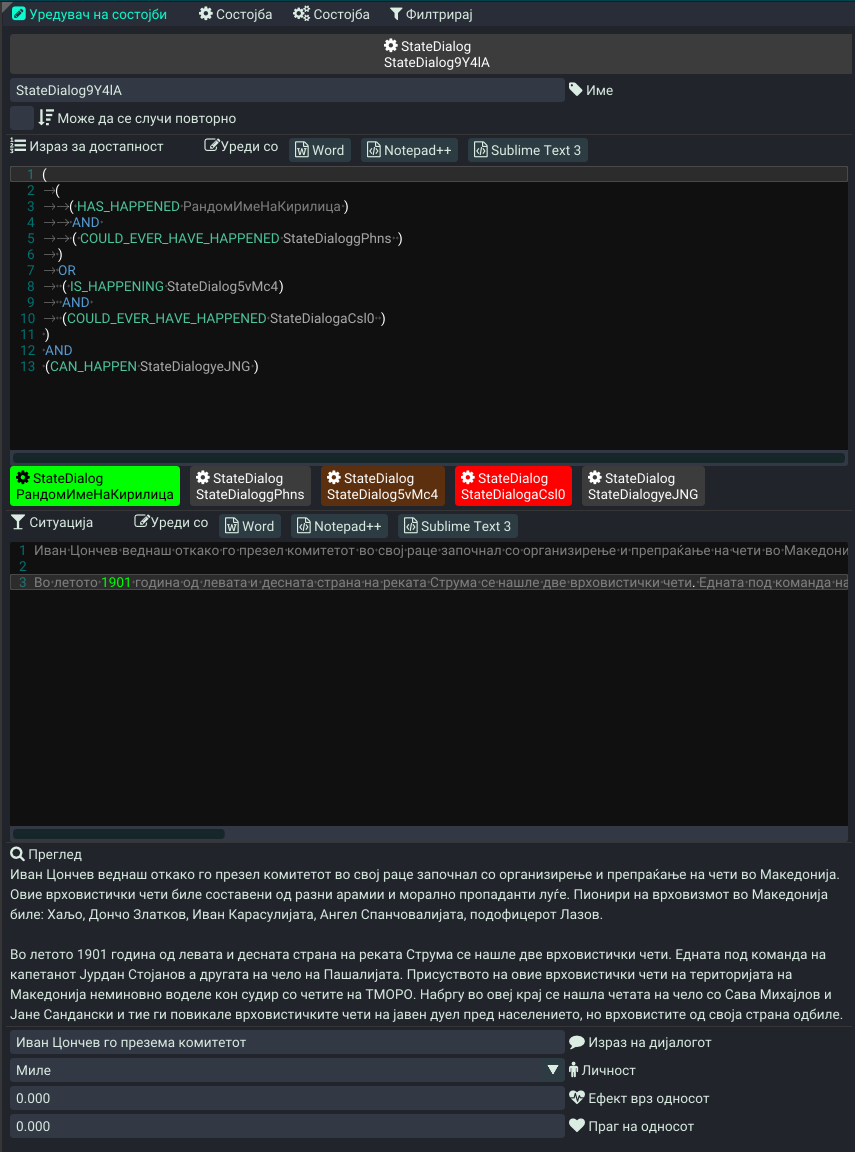 Уредувач на состојби Состојба Состојба Филтрирај
StateDialog
StateDialog9Y4lA
StateDialog9Y4lA Име
Може да се случи повторно
Израз за достапност Уреди со Word Notepad++ Sublime Text 3
1 (
2 (
3 ( HAS_HAPPENED РандомИмеНаКирилица )
4 AND
5 ( COULD_EVER_HAVE_HAPPENED StateDialoggPhns )
6 )
7 OR
8 ( IS_HAPPENING StateDialog5vMc4)
9 AND
10 (COULD_EVER_HAVE_HAPPENED StateDialogaCsl0 )
11 )
12 AND
13 (CAN_HAPPEN StateDialogyeJNG )
StateDialog StateDialog StateDialog StateDialog StateDialog
РандомИмеНаКирилица StateDialoggPhns StateDialog5vMc4 StateDialogaCsl0 StateDialogyeJNG
Ситуација Уреди со Word Notepad++ Sublime Text 3
1 Иван Цончев веднаш откако го презел комитетот во свој раце започнал со организирење и препраќање на чети во Македони
2
3 Во летото 1901 година од левата и десната страна на реката Струма се нашле две врховистички чети. Едната под команда на
Преглед
Иван Цончев веднаш откако го презел комитетот во свој раце започнал со организирење и препраќање на чети во Македонија.
Овие врховистички чети биле составени од разни арамии и морално пропаданти луѓе. Пионири на врховизмот во Македонија
биле: Хаљо, Дончо Златков, Иван Карасулијата, Ангел Спанчовалијата, подофицерот Лазов.
Во летото 1901 година од левата и десната страна на реката Струма се нашле две врховистички чети. Едната под команда на
капетанот Јурдан Стојанов а другата на чело на Пашалијата. Присуството на овие врховистички чети на територијата на
Македонија неминовно воделе кон судир со четите на ТМОРО. Набргу во овеј крај се нашла четата на чело со Сава Михајлов и
Јане Сандански и тие ги повикале врховистичките чети на јавен дуел пред населението, но врховистите од своја страна одбиле.
Иван Цончев го презема комитетот Израз на дијалогот
Миле Личност
0.000 Ефект врз односот
0.000 Праг на односот